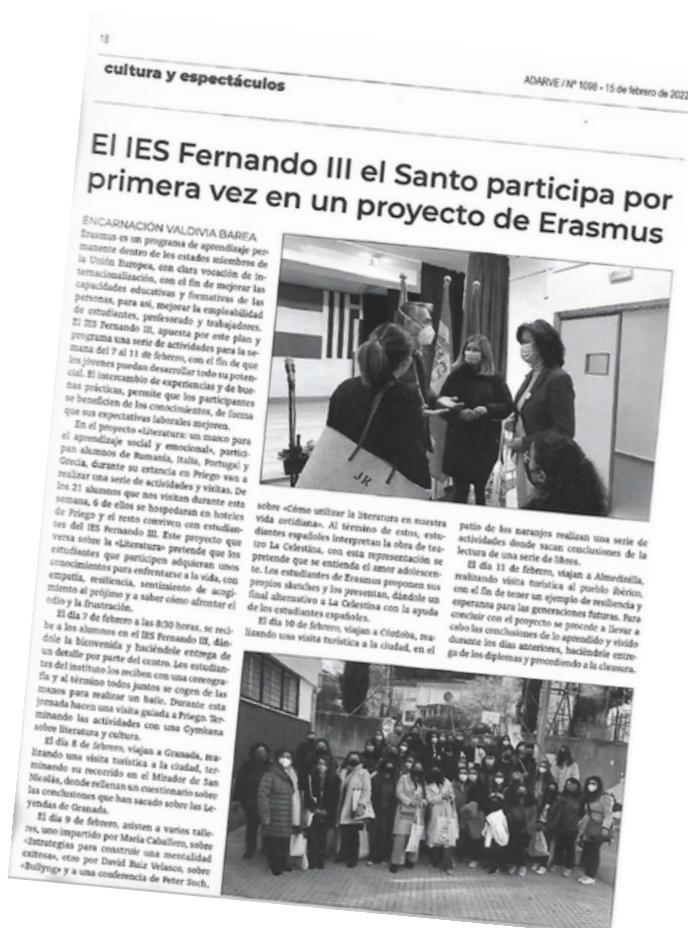 18
cultura y espectáculos
ADARVE / Nº 1098 - 15 de febrero de 2022
El IES Fernando III el Santo participa por
primera vez en un proyecto de Erasmus
ENCARNACIÓN VALDIVIA BAREA
Erasmus es un programa de aprendizaje per-
manente dentro de los estados miembros de
la Unión Europea, con clara vocación de in-
ternacionalización, con el fin de mejorar las
capacidades educativas y formativas de las
personas, para así, mejorar la empleabilidad
de estudiantes, profesorado y trabajadores.
El IES Fernando III, apuesta por este plan y
programa una serie de actividades para la se-
mana del 7 al 11 de febrero, con el fin de que
los jóvenes puedan desarrollar todo su poten-
cial. El intercambio de experiencias y de bue-
nas prácticas, permite que los participantes
se beneficien de los conocimientos, de forma
que sus expectativas laborales mejoren.
En el proyecto «Literatura: un marco para
el aprendizaje social y emocional», partici-
pan alumnos de Rumanía, Italia, Portugal y
Grecia, durante su estancia en Priego van a
realizar una serie de actividades y visitas. De
los 21 alumnos que nos visitan durante esta
semana, 6 de ellos se hospedaran en hoteles
de Priego y el resto conviven con estudian-
tes del IES Fernando III. Este proyecto que
versa sobre la «Literatura» pretende que los
estudiantes que participen adquieran unos
conocimientos para enfrentarse a la vida, con
empatía, resiliencia, sentimiento de acogi-
miento al prójimo y a saber cómo afrontar el
odio y la frustración.
El día 7 de febrero a las 8:30 horas, se reci-
be a los alumnos en el IES Fernando III, dán-
dole la bienvenida y haciéndole entrega de
un detalle por parte del centro. Los estudian-
tes del instituto los reciben con una coreogra-
fía y al término todos juntos se cogen de las
manos para realizar un baile. Durante esta
jornada hacen una visita guiada a Priego. Ter-
minando las actividades con una Gymkana
sobre literatura y cultura.
El día 8 de febrero, viajan a Granada, rea-
lizando una visita turística a la ciudad, ter-
minando su recorrido en el Mirador de San
Nicolás, donde rellenan un cuestionario sobre
las conclusiones que han sacado sobre las Le-
yendas de Granada.
El día 9 de febrero, asisten a varios talle-
res, uno impartido por María Caballero, sobre
«Estrategias para construir una mentalidad
exitosa», otro por David Ruiz Velasco, sobre
«Bullyng» y a una conferencia de Peter Such,
JR
sobre «Cómo utilizar la literatura en nuestra
vida cotidiana». Al término de estos, estu-
diantes españoles interpretan la obra de tea-
tro La Celestina, con esta representación se
pretende que se entienda el amor adolescen-
te. Los estudiantes de Erasmus proponen sus
propios sketches y los presentan, dándole un
final alternativo a La Celestina con la ayuda
de los estudiantes españoles.
El día 10 de febrero, viajan a Córdoba, rea-
lizando una visita turística a la ciudad, en el
patio de los naranjos realizan una serie de
actividades donde sacan conclusiones de la
lectura de una serie de libros.
El día 11 de febrero, viajan a Almedinilla,
realizando visita turística al pueblo ibérico,
con el fin de tener un ejemplo de resiliencia y
esperanza para las generaciones futuras. Para
concluir con el proyecto se procede a llevar a
cabo las conclusiones de lo aprendido y vivido
durante los días anteriores, haciéndole entre-
ga de los diplomas y procediendo a la clausura.